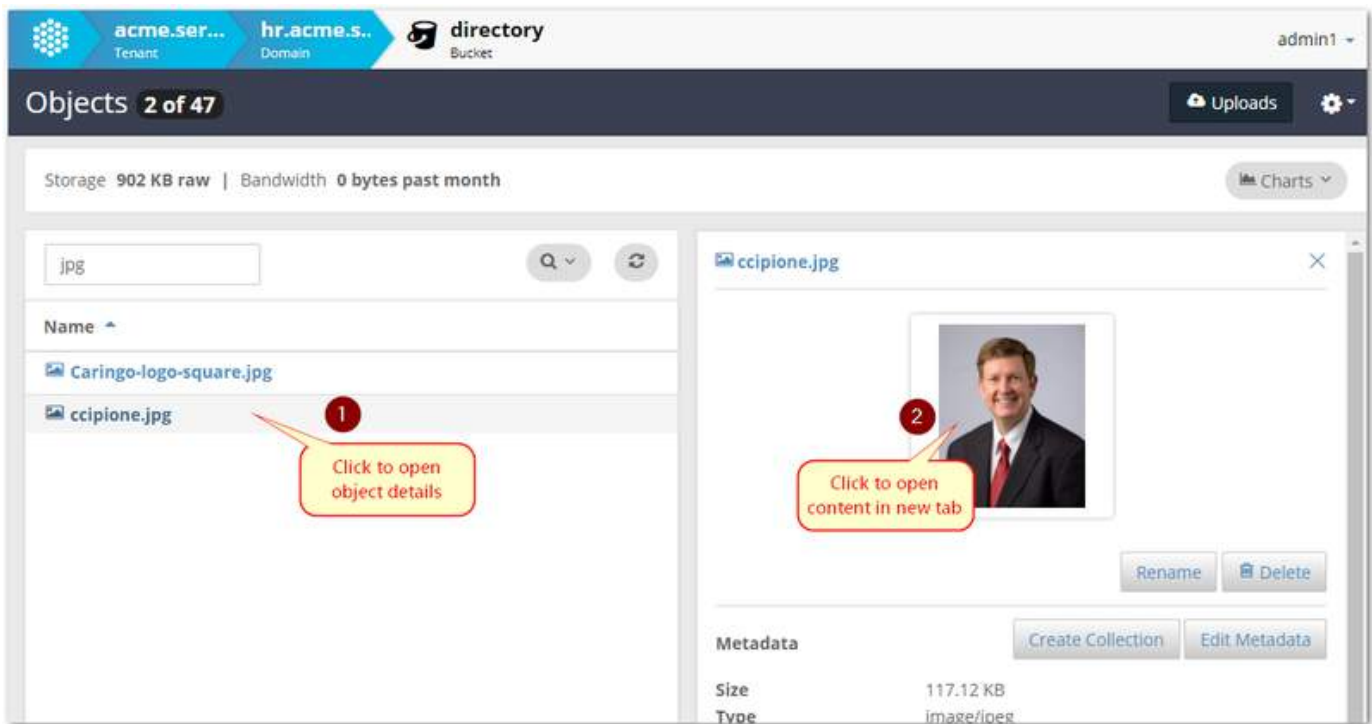 acme.ser... hr.acme.s.. directory
Tenant Domain Bucket
admin1
Objects 2 of 47
Uploads
Storage 902 KB raw | Bandwidth 0 bytes past month
Charts
jpg
ccipione.jpg
Name
Caringo-logo-square.jpg
ccipione.jpg
1
Click to open
object details
2
Click to open
content in new tab
Rename Delete
Metadata Create Collection Edit Metadata
Size 117.12 KB
Type image/jpeg